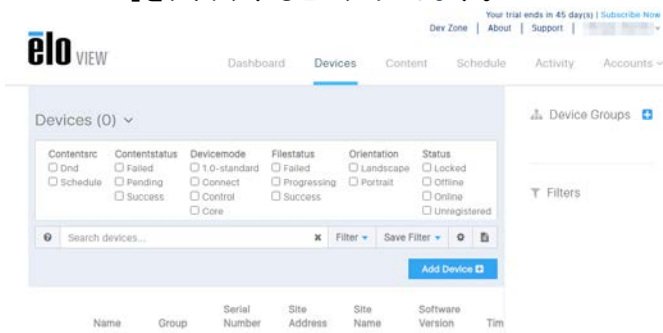 Your trial ends in 45 day(s) | Subscribe Now
Dev Zone | About | Support |
ēlo VIEW
Dashboard Devices Content Schedule Activity Accounts
Devices (0)
Device Groups
Contentsrc Contentstatus Devicemode Filestatus Orientation Status
Dnd Failed 1.0-standard Failed Landscape Locked
Schedule Pending Connect Progressing Portrait Offline
Success Control Success Online
Core Unregistered
Filters
Search devices... Filter Save Filter
Add Device
Name Group Serial Number Site Address Site Name Software Version Tim